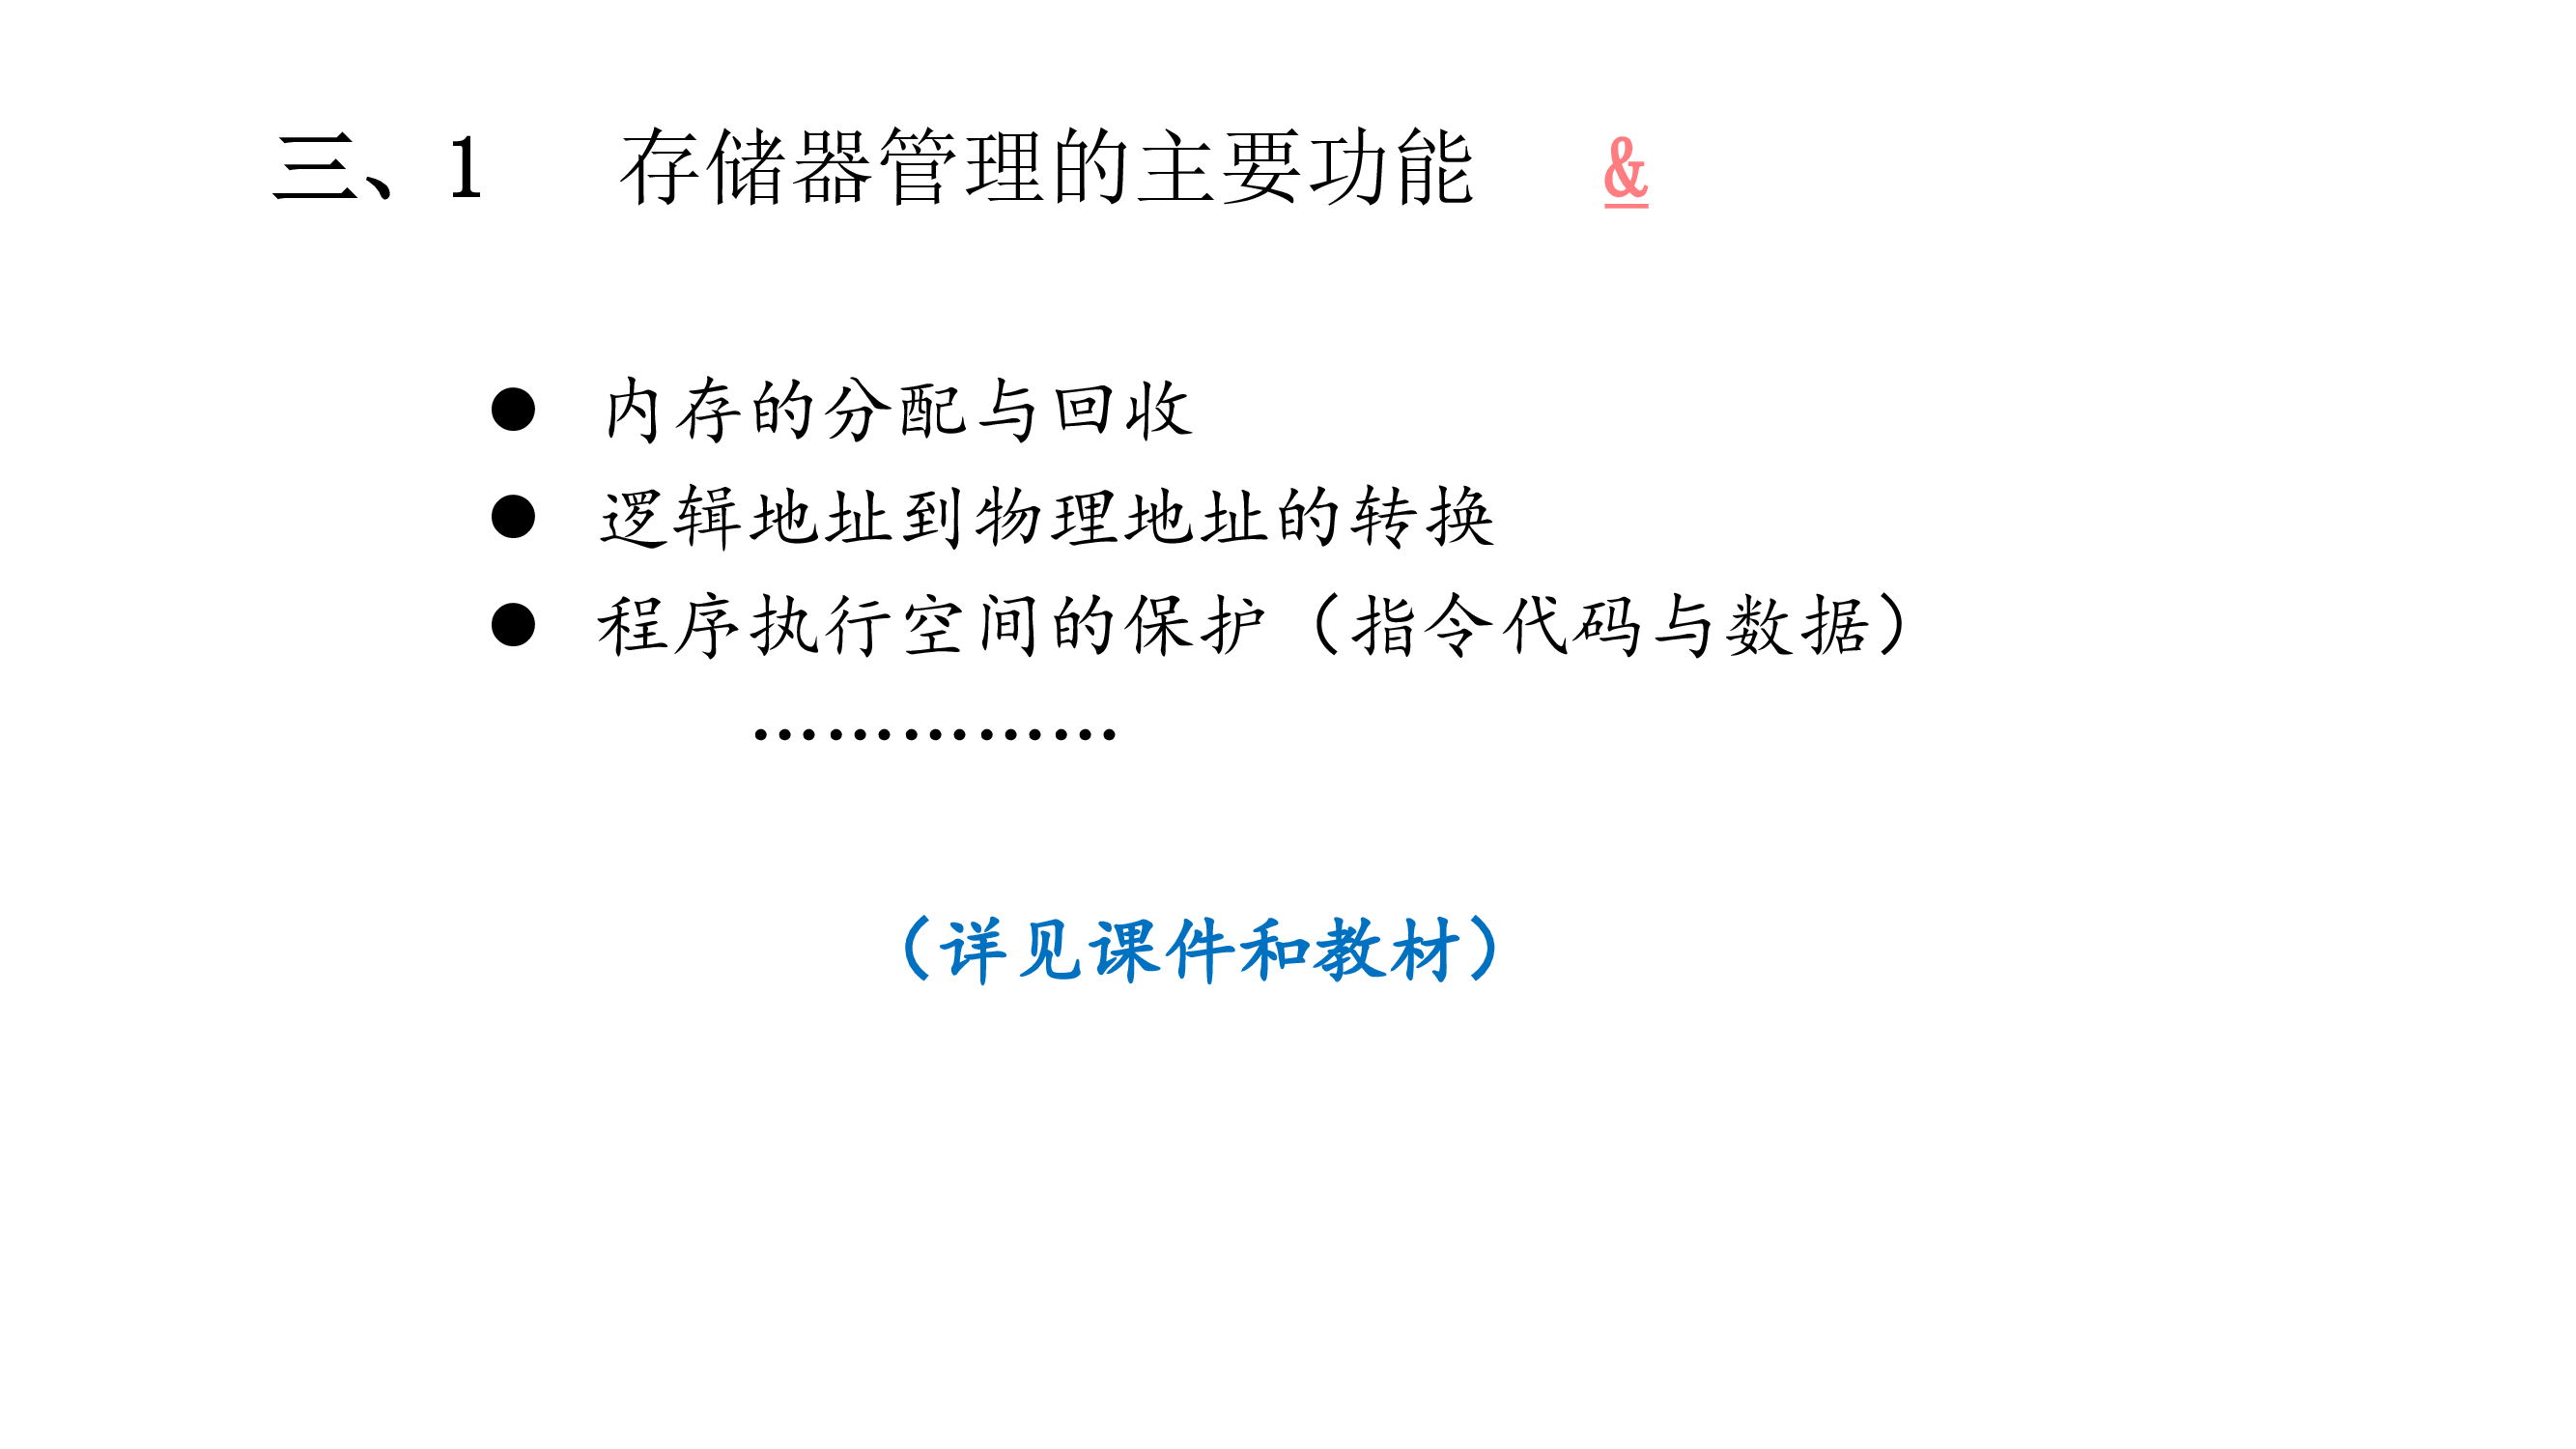 三、1 存储器管理的主要功能 &
● 内存的分配与回收
● 逻辑地址到物理地址的转换
● 程序执行空间的保护（指令代码与数据）
……………
（详见课件和教材）